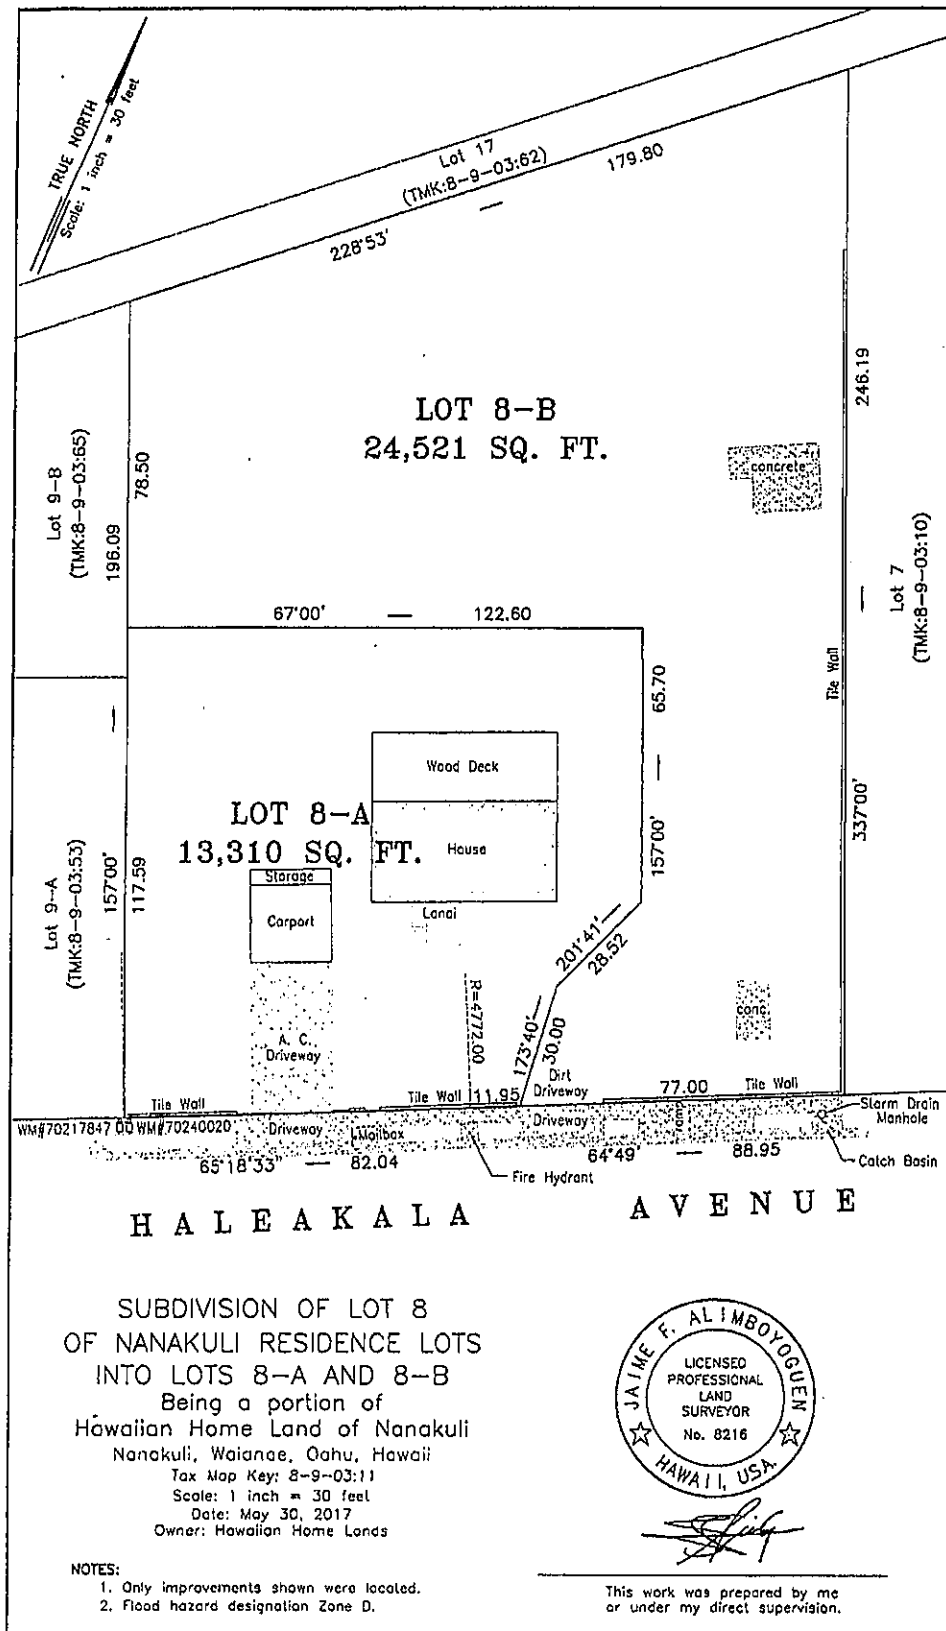 TRUE NORTH
Scale: 1 inch = 30 feet
Lot 17
(TMK:8-9-03:62)
179.80
228°53'
LOT 8-B
24,521 SQ. FT.
246.19
concrete
Lot 9-B
(TMK:8-9-03:65)
78.50
196.09
Lot 7
(TMK:8-9-03:10)
67°00' — 122.60
Tile Wall
65.70
Wood Deck
LOT 8-A
13,310 SQ. FT.
House
157°00'
337°00'
Storage
Carport
Lanai
Lot 9-A
(TMK:8-9-03:53)
157°00'
117.59
201°41'
28.52
R=4772.00
173°40'
30.00
conc.
A. C.
Driveway
Dirt
Driveway
77.00
Tile Wall
Tile Wall
Tile Wall
11.95
Storm Drain
Manhole
WM#70217847
WM#70240020
Driveway
Mailbox
Driveway
65°18'33" — 82.04
64°49' — 88.95
Fire Hydrant
Catch Basin
HALEAKALA AVENUE
SUBDIVISION OF LOT 8
OF NANAKULI RESIDENCE LOTS
INTO LOTS 8-A AND 8-B
Being a portion of
Hawaiian Home Land of Nanakuli
Nanakuli, Waianae, Oahu, Hawaii
Tax Map Key: 8-9-03:11
Scale: 1 inch = 30 feet
Date: May 30, 2017
Owner: Hawaiian Home Lands
JAIME F. ALIMBOYOGUEN
LICENSED
PROFESSIONAL
LAND
SURVEYOR
No. 8216
HAWAII, USA.
NOTES:
1. Only improvements shown were located.
2. Flood hazard designation Zone D.
This work was prepared by me
or under my direct supervision.